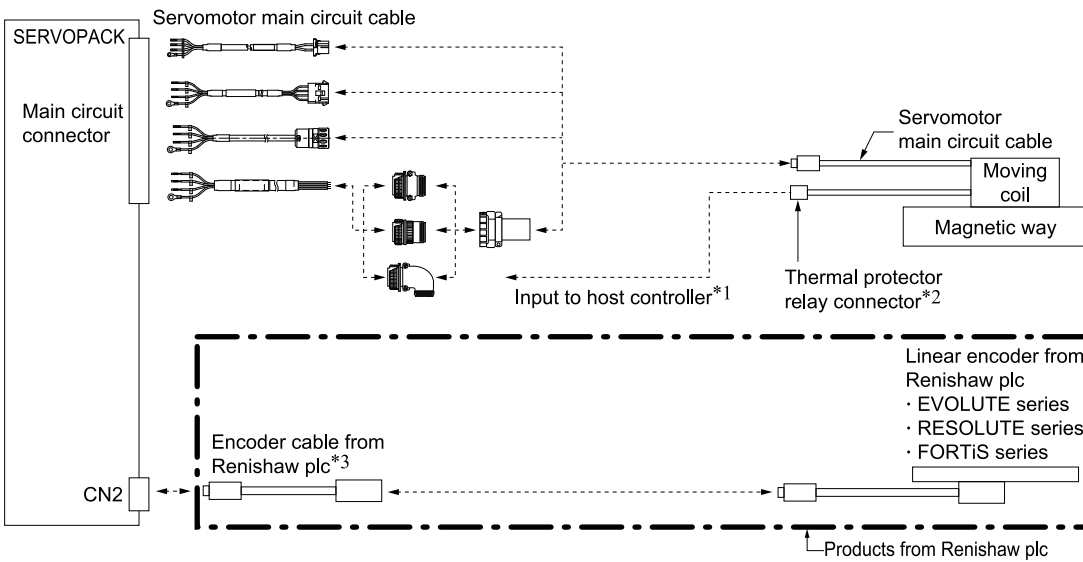 Servomotor main circuit cable
SERVOPACK
Main circuit
connector
Servomotor
main circuit cable
Moving
coil
Magnetic way
Thermal protector
relay connector*2
Input to host controller*1
Linear encoder from
Renishaw plc
· EVOLUTE series
· RESOLUTE series
· FORTiS series
Encoder cable from
Renishaw plc*3
CN2
Products from Renishaw plc